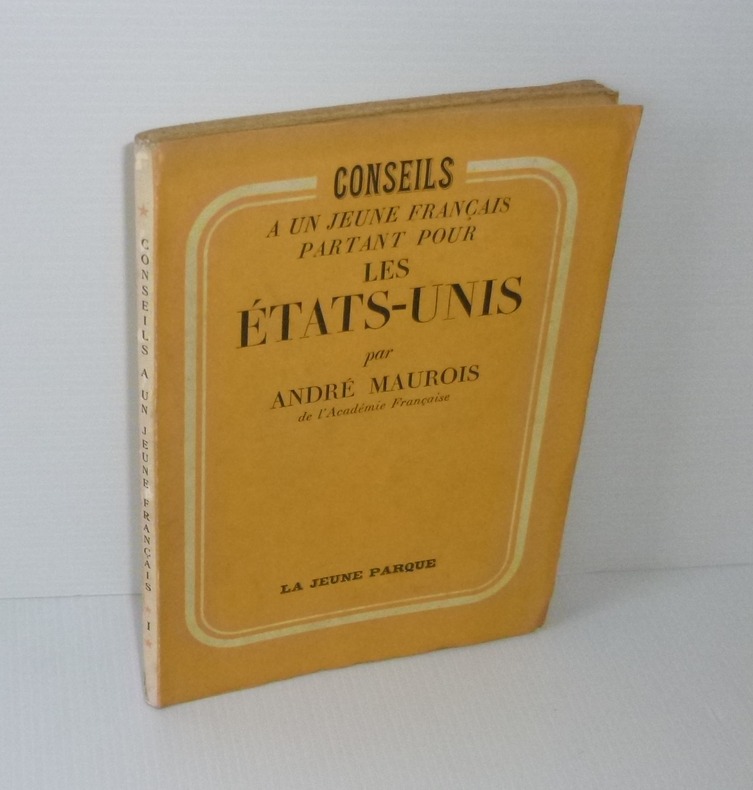 CONSEILS
A UN JEUNE FRANÇAIS
PARTANT POUR
LES
ÉTATS-UNIS
par
ANDRÉ MAUROIS
de l'Académie Française
LA JEUNE PARQUE
CONSEILS A UN JEUNE FRANÇAIS * I *